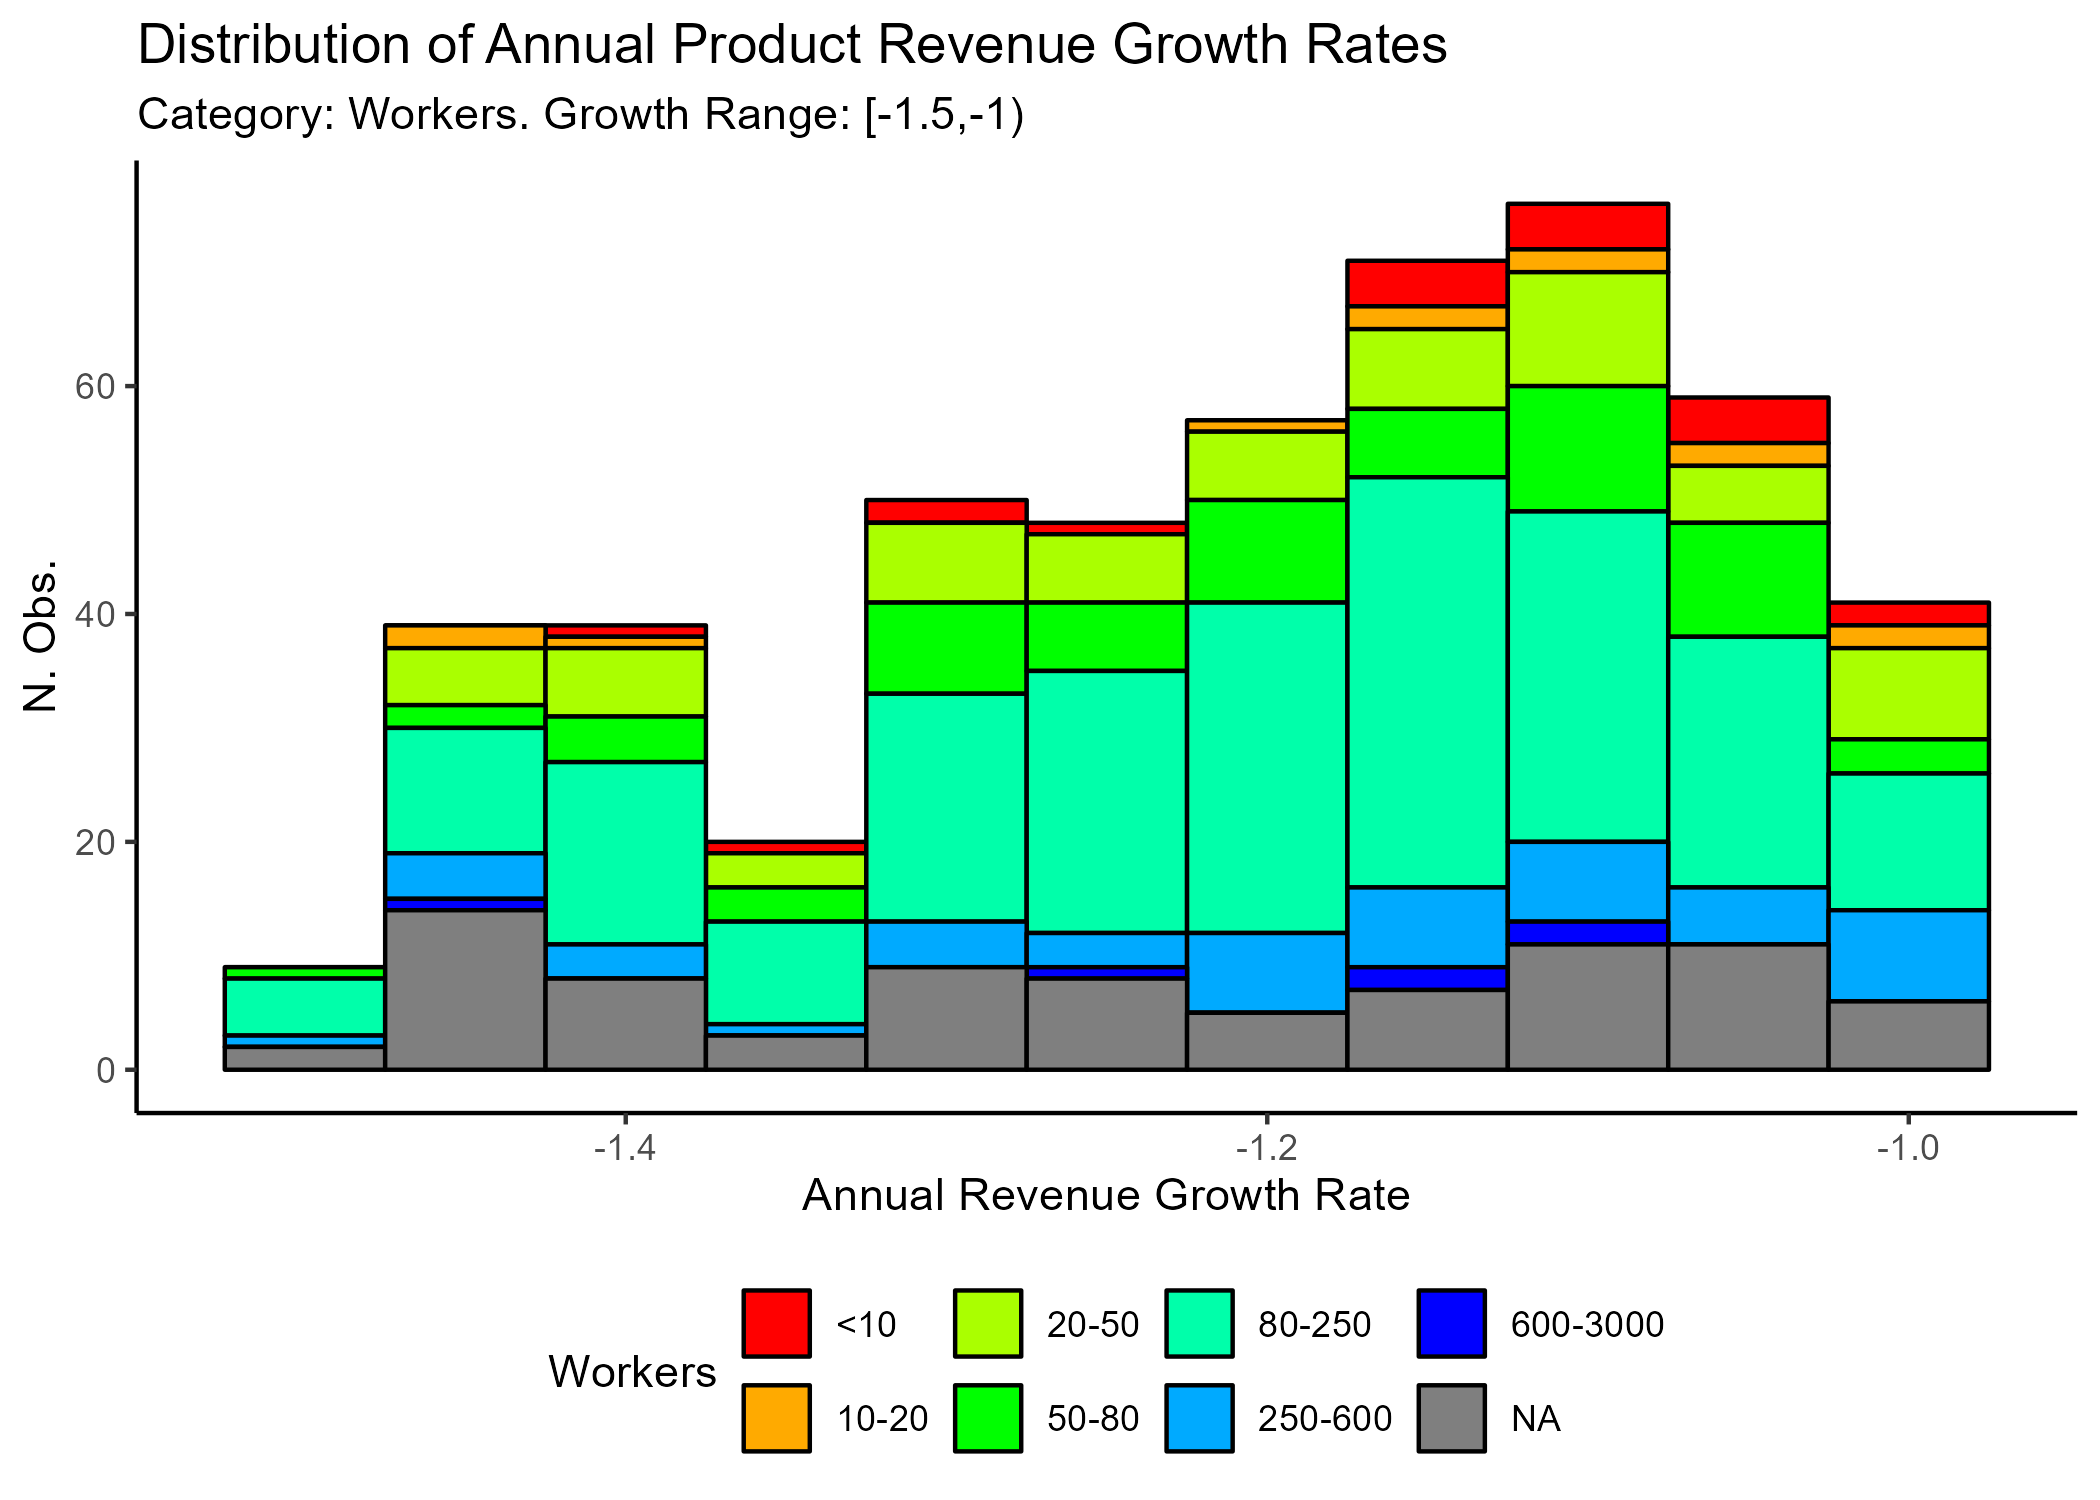 Distribution of Annual Product Revenue Growth Rates
Category: Workers. Growth Range: [-1.5,-1)
N. Obs.
60
40
20
0
-1.4 -1.2 -1.0
Annual Revenue Growth Rate
Workers
<10 20-50 80-250 600-3000
10-20 50-80 250-600 NA